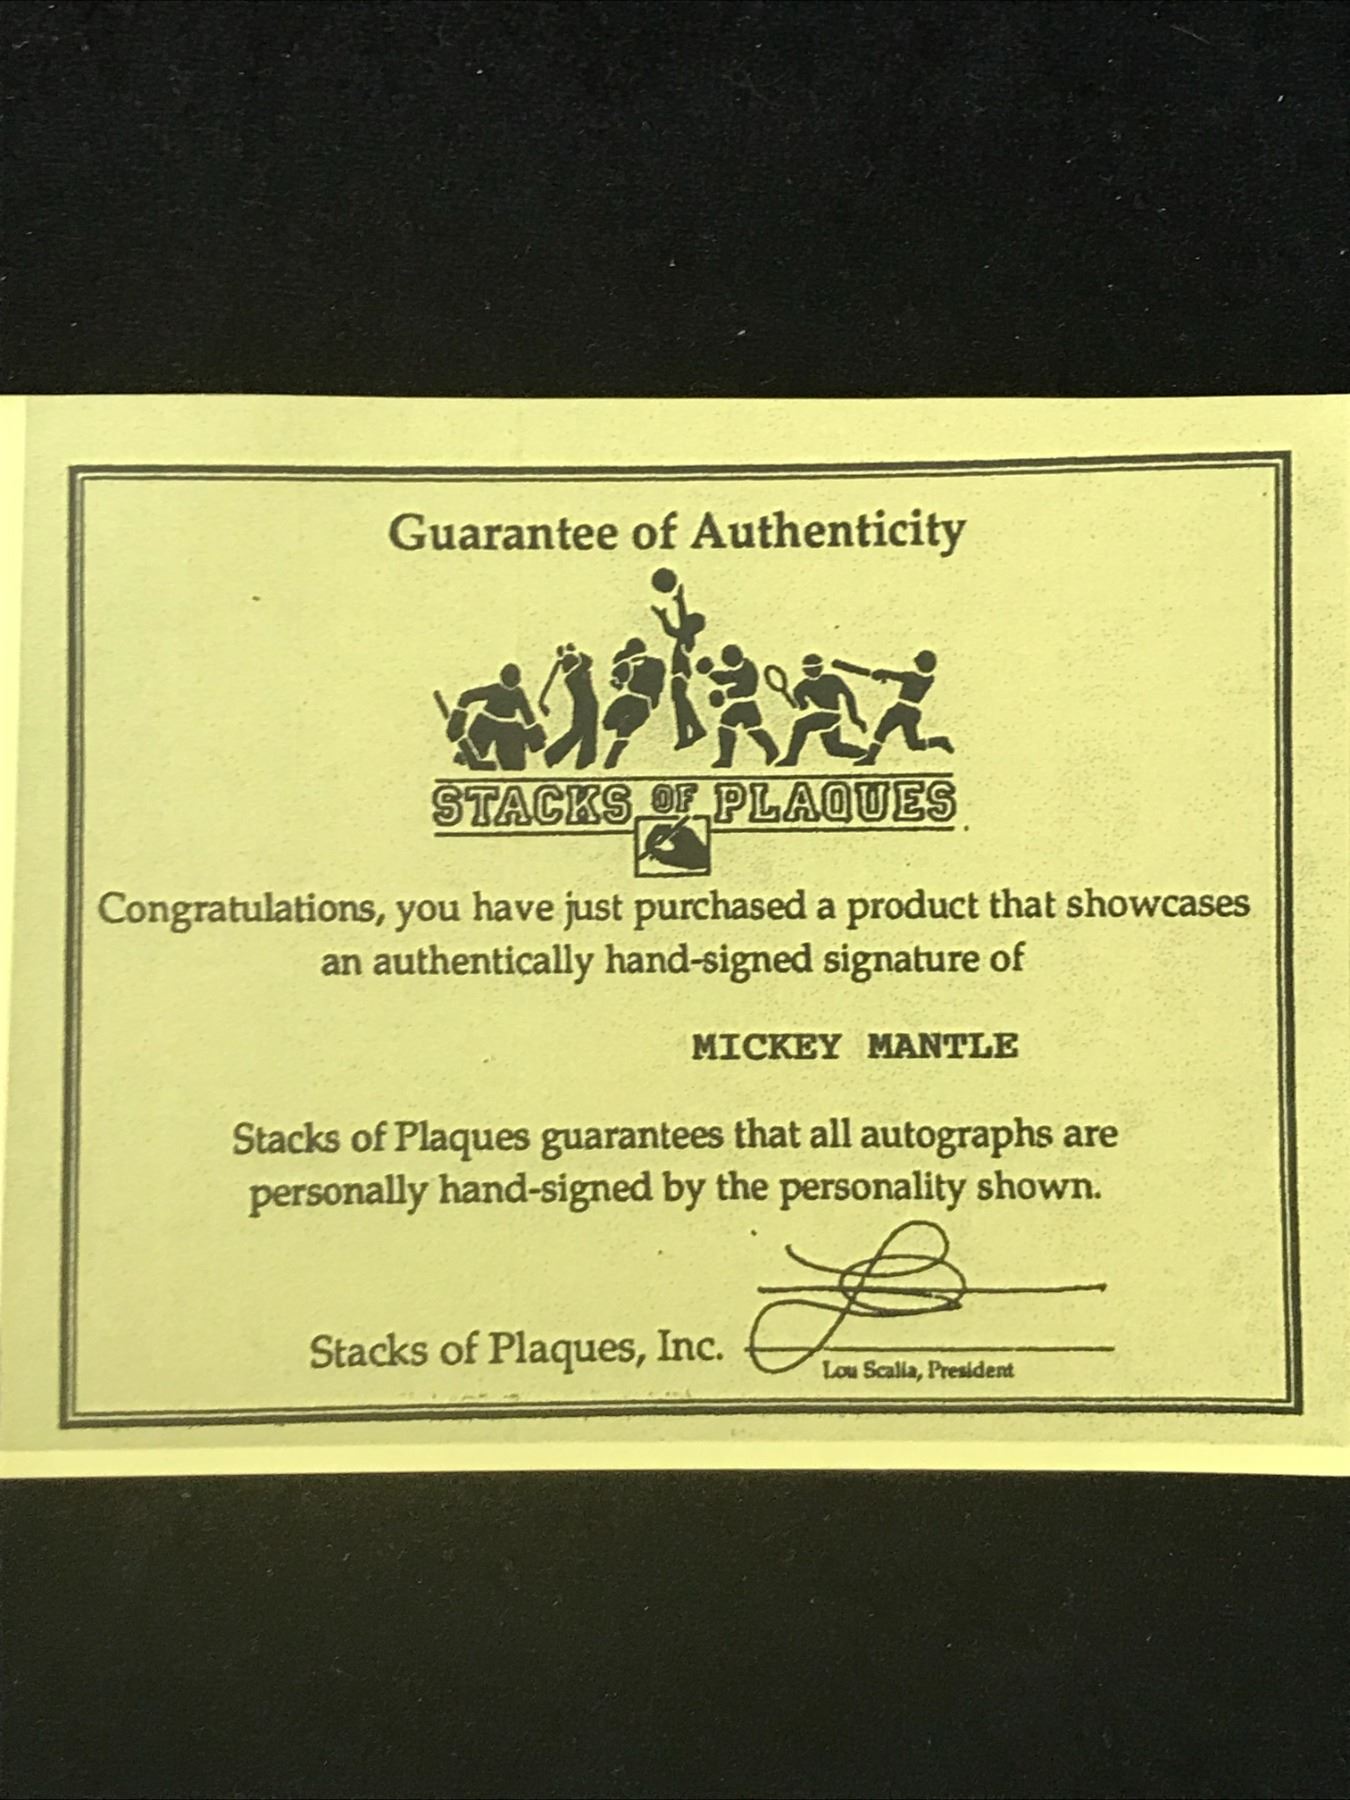 Guarantee of Authenticity
STACKS OF PLAQUES
Congratulations, you have just purchased a product that showcases
an authentically hand-signed signature of
MICKEY MANTLE
Stacks of Plaques guarantees that all autographs are
personally hand-signed by the personality shown.
Stacks of Plaques, Inc.
Lou Scalia, President